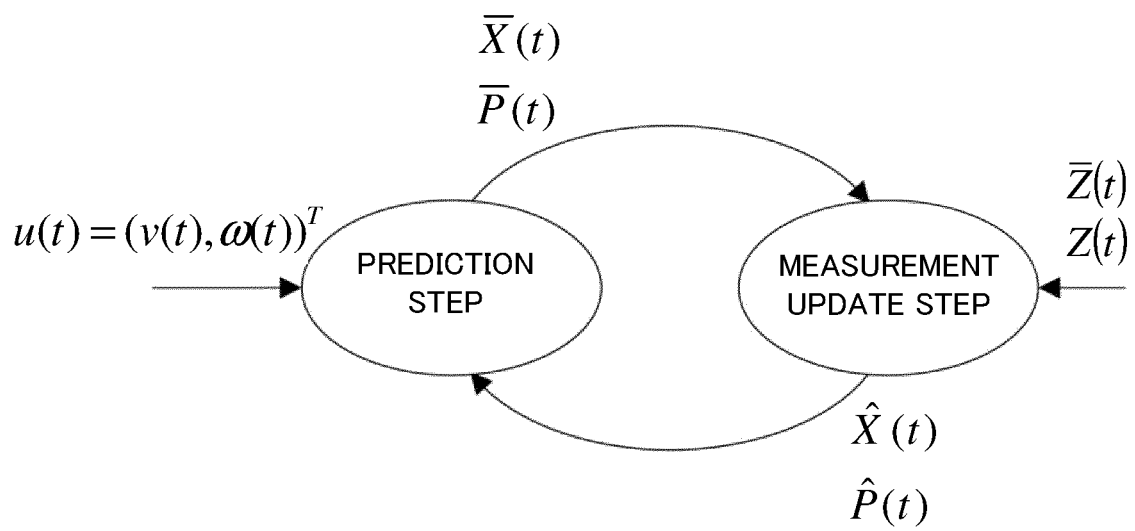 X̅(t)
P̅(t)
u(t) = (v(t), ω(t))ᵀ
Z̅(t)
Z(t)
PREDICTION
STEP
MEASUREMENT
UPDATE STEP
X̂(t)
P̂(t)